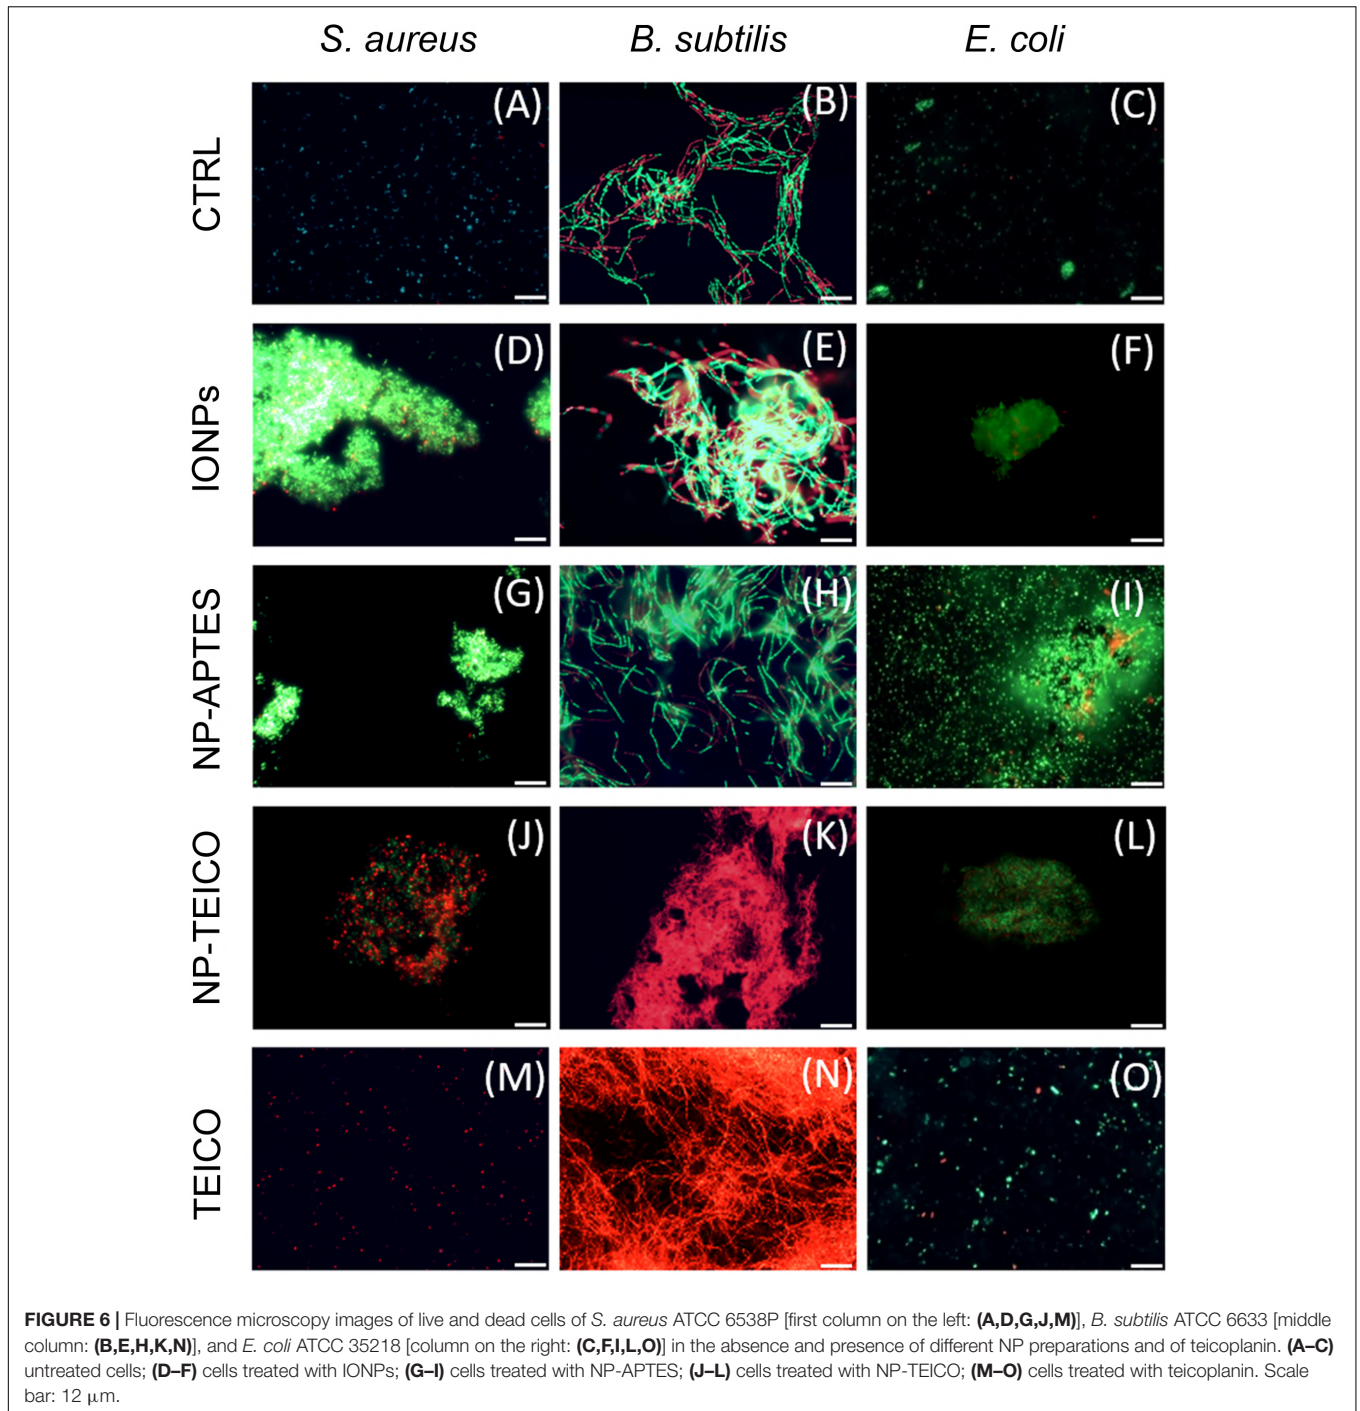 S. aureus B. subtilis E. coli
CTRL (A) (B) (C)
IONPs (D) (E) (F)
NP-APTES (G) (H) (I)
NP-TEICO (J) (K) (L)
TEICO (M) (N) (O)
FIGURE 6 | Fluorescence microscopy images of live and dead cells of S. aureus ATCC 6538P [first column on the left: (A,D,G,J,M)], B. subtilis ATCC 6633 [middle
column: (B,E,H,K,N)], and E. coli ATCC 35218 [column on the right: (C,F,I,L,O)] in the absence and presence of different NP preparations and of teicoplanin. (A–C)
untreated cells; (D–F) cells treated with IONPs; (G–I) cells treated with NP-APTES; (J–L) cells treated with NP-TEICO; (M–O) cells treated with teicoplanin. Scale
bar: 12 μm.